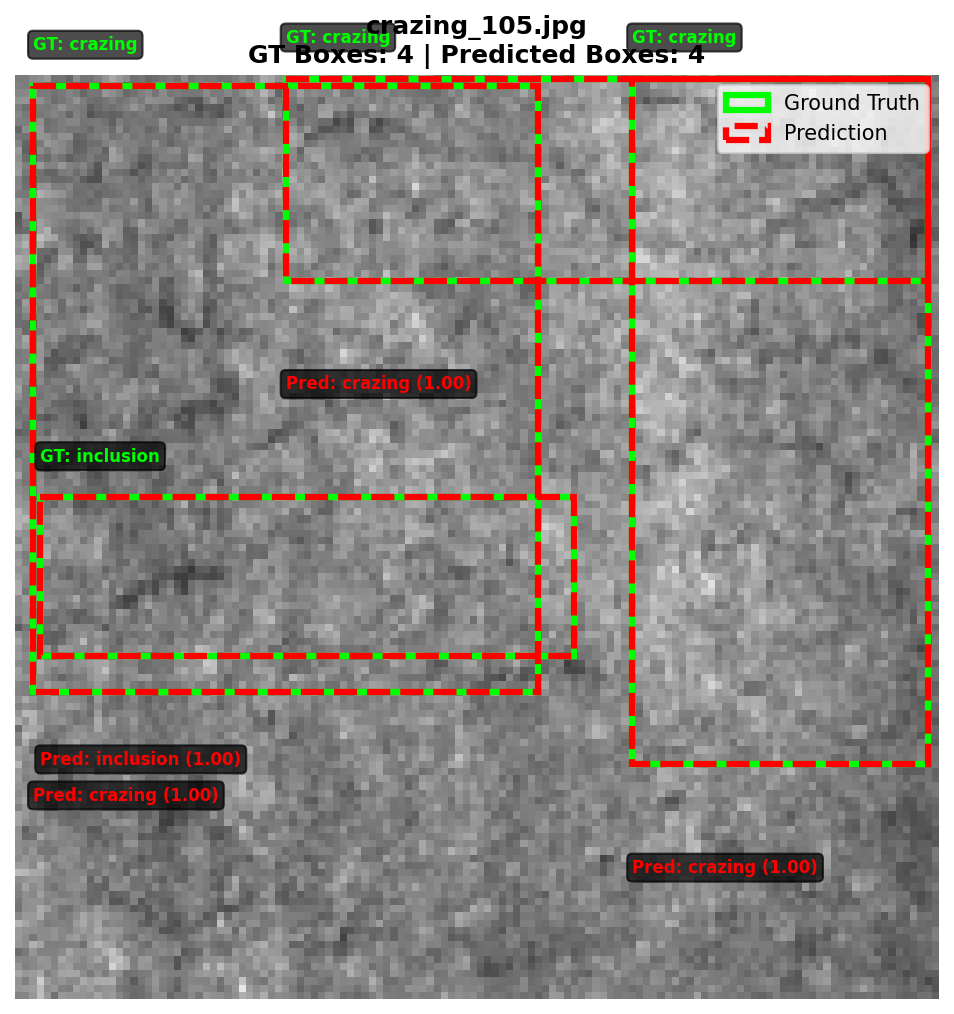 crazing_105.jpg
GT Boxes: 4 | Predicted Boxes: 4
GT: crazing
GT: crazing
GT: crazing
Ground Truth
Prediction
Pred: crazing (1.00)
GT: inclusion
Pred: inclusion (1.00)
Pred: crazing (1.00)
Pred: crazing (1.00)